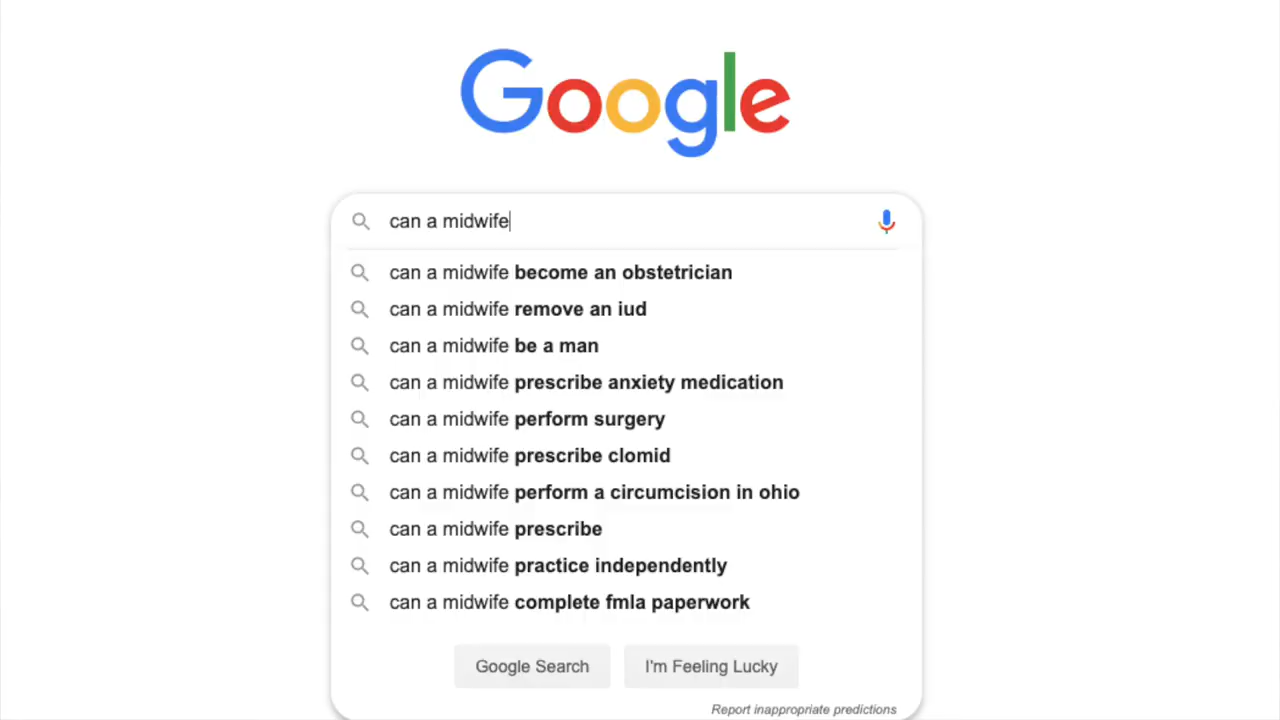 Google
can a midwife
can a midwife become an obstetrician
can a midwife remove an iud
can a midwife be a man
can a midwife prescribe anxiety medication
can a midwife perform surgery
can a midwife prescribe clomid
can a midwife perform a circumcision in ohio
can a midwife prescribe
can a midwife practice independently
can a midwife complete fmla paperwork
Google Search I'm Feeling Lucky
Report inappropriate predictions